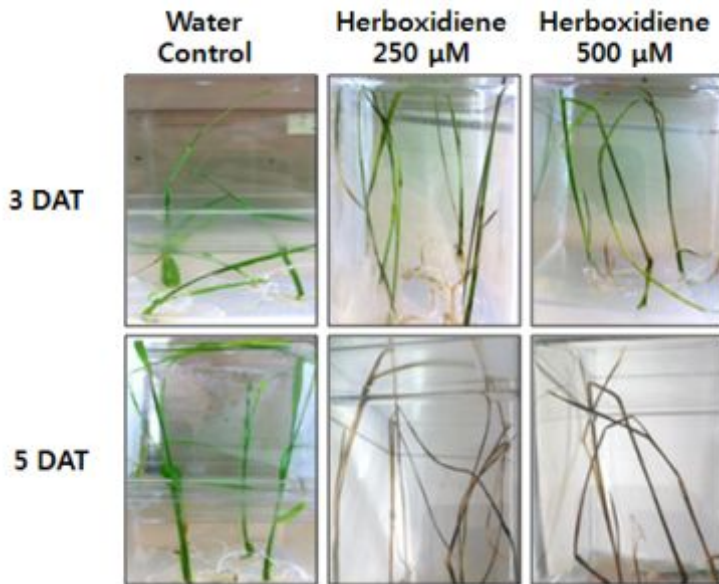 Water
Control
Herboxidiene
250 μM
Herboxidiene
500 μM
3 DAT
5 DAT